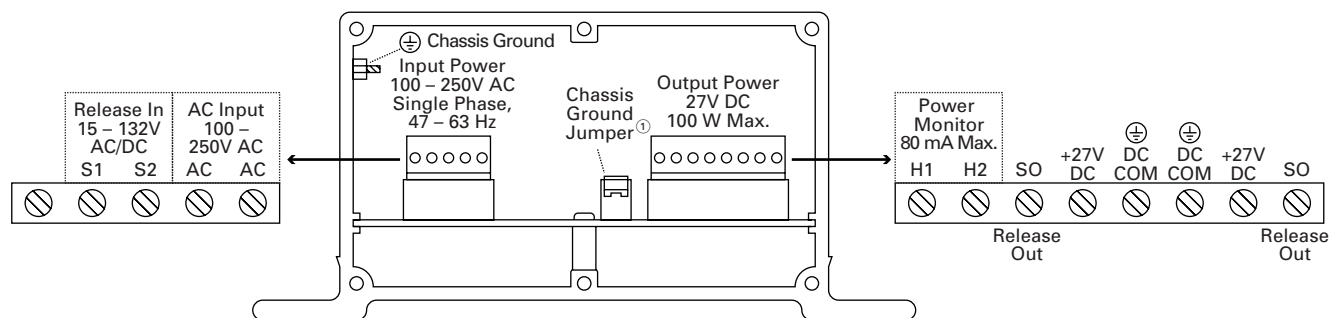 Chassis Ground
Input Power
100 – 250V AC
Single Phase,
47 – 63 Hz
Chassis
Ground
Jumper①
Output Power
27V DC
100 W Max.
Release In
15 – 132V
AC/DC
S1 S2
AC Input
100 –
250V AC
AC AC
Power
Monitor
80 mA Max.
H1 H2 SO
+27V
DC
DC
COM
DC
COM
+27V
DC
SO
Release
Out
Release
Out